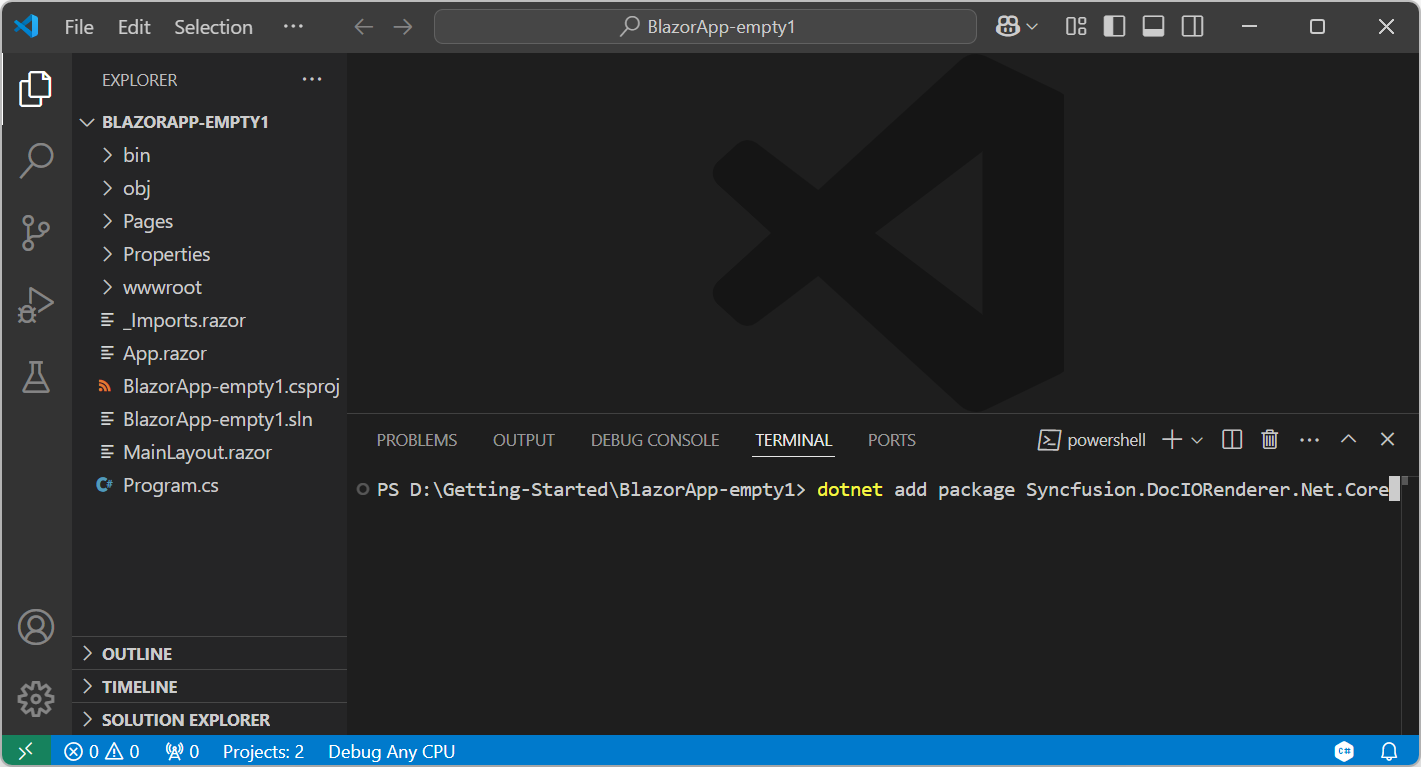 File Edit Selection ··· BlazorApp-empty1
EXPLORER ···
BLAZORAPP-EMPTY1
bin
obj
Pages
Properties
wwwroot
_Imports.razor
App.razor
BlazorApp-empty1.csproj
BlazorApp-empty1.sln
MainLayout.razor
C# Program.cs
OUTLINE
TIMELINE
SOLUTION EXPLORER
PROBLEMS OUTPUT DEBUG CONSOLE TERMINAL PORTS powershell ···
PS D:\Getting-Started\BlazorApp-empty1> dotnet add package Syncfusion.DocIORenderer.Net.Core
0 0 0 Projects: 2 Debug Any CPU C#